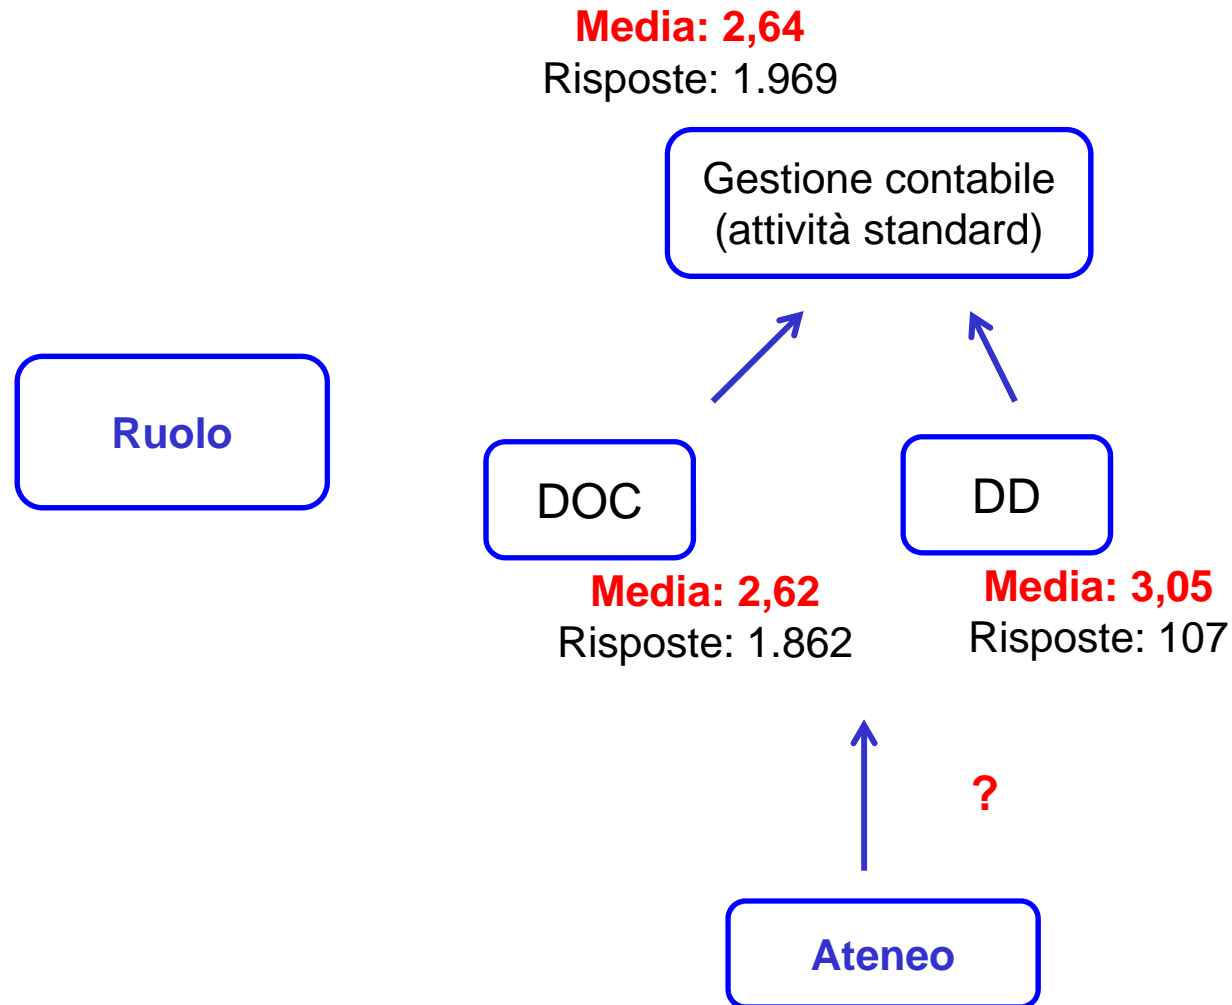 Media: 2,64
Risposte: 1.969
Gestione contabile
(attività standard)
Ruolo
DOC
DD
Media: 2,62
Risposte: 1.862
Media: 3,05
Risposte: 107
?
Ateneo